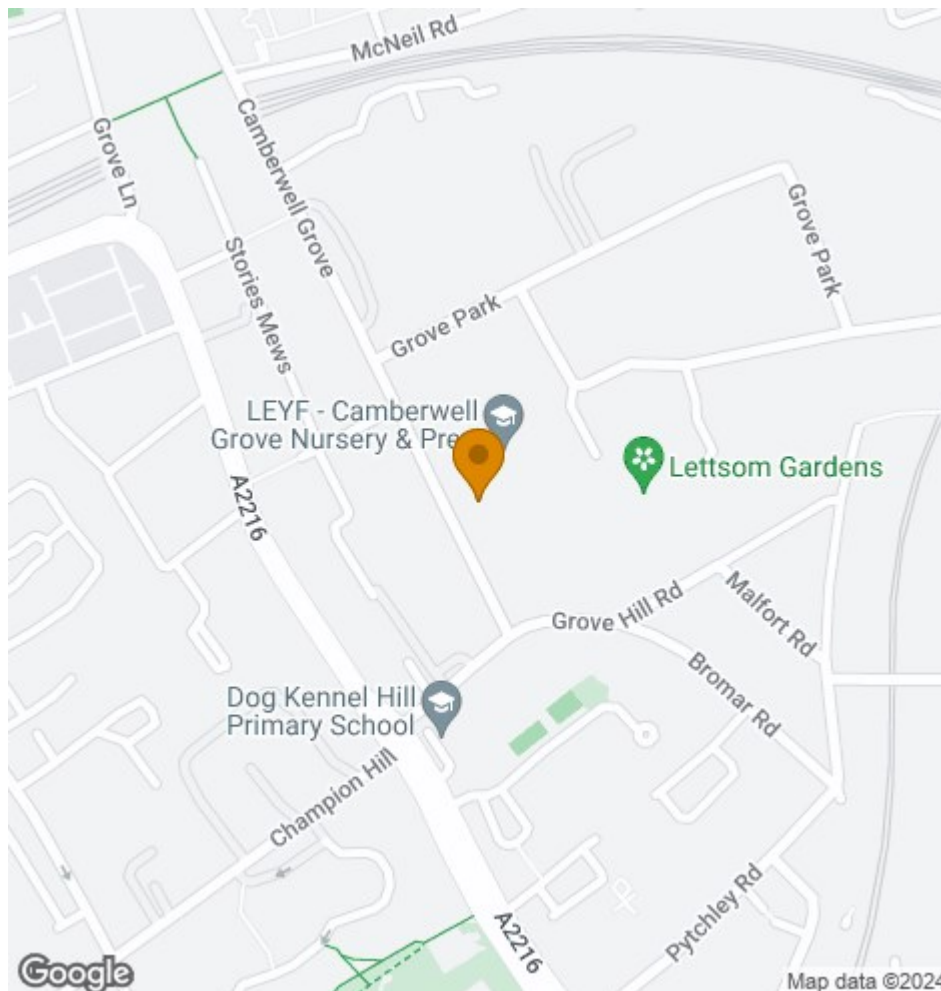 McNeil Rd
Grove Ln
Camberwell Grove
Grove Park
Stories Mews
Grove Park
LEYF - Camberwell
Grove Nursery & Pre
Lettsom Gardens
A2216
Grove Hill Rd
Malfort Rd
Bromar Rd
Dog Kennel Hill
Primary School
Champion Hill
Pytchley Rd
A2216
Google
Map data ©2024